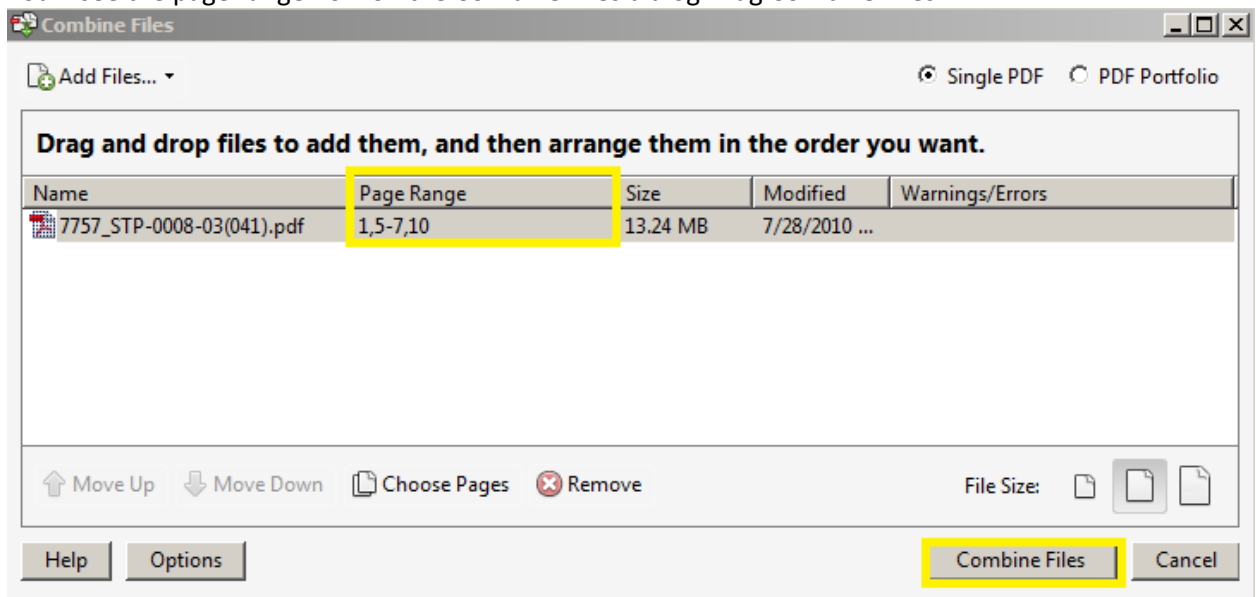 Combine Files
Add Files... Single PDF PDF Portfolio
Drag and drop files to add them, and then arrange them in the order you want.
Name Page Range Size Modified Warnings/Errors
7757_STP-0008-03(041).pdf 1,5-7,10 13.24 MB 7/28/2010 ...
Move Up Move Down Choose Pages Remove File Size:
Help Options Combine Files Cancel